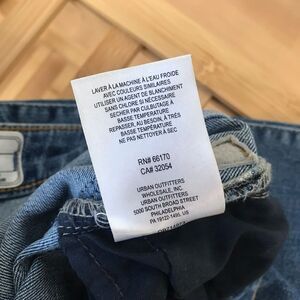 LAVER À LA MACHINE À L'EAU FROIDE
AVEC COULEURS SIMILAIRES
UTILISER UN AGENT DE BLANCHIMENT
SANS CHLORE SI NÉCESSAIRE
SECHER PAR CULBUTAGE À
BASSE TEMPÉRATURE
REPASSER, AU BESOIN, À TRÈS
BASSE TEMPÉRATURE
NE PAS NETTOYER À SEC
RN# 66170
CA# 32054
URBAN OUTFITTERS
WHOLESALE, INC.
URBAN OUTFITTERS
5000 SOUTH BROAD STREET
PHILADELPHIA
PA 19122-1495, US